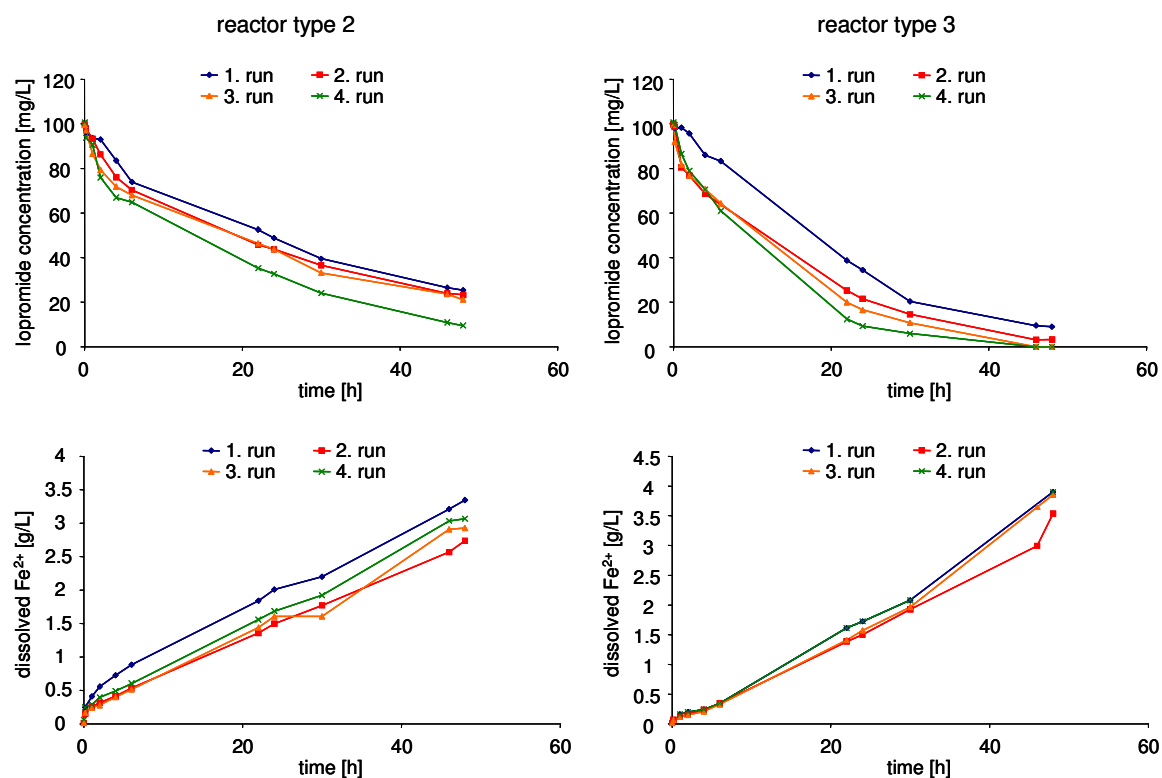 reactor type 2
reactor type 3
1. run 2. run
3. run 4. run
Iopromide concentration [mg/L]
120
100
80
60
40
20
0
0 20 40 60
time [h]
1. run 2. run
3. run 4. run
Iopromide concentration [mg/L]
120
100
80
60
40
20
0
0 20 40 60
time [h]
1. run 2. run
3. run 4. run
dissolved Fe²⁺ [g/L]
4
3.5
3
2.5
2
1.5
1
0.5
0
0 20 40 60
time [h]
1. run 2. run
3. run 4. run
dissolved Fe²⁺ [g/L]
4.5
4
3.5
3
2.5
2
1.5
1
0.5
0
0 20 40 60
time [h]